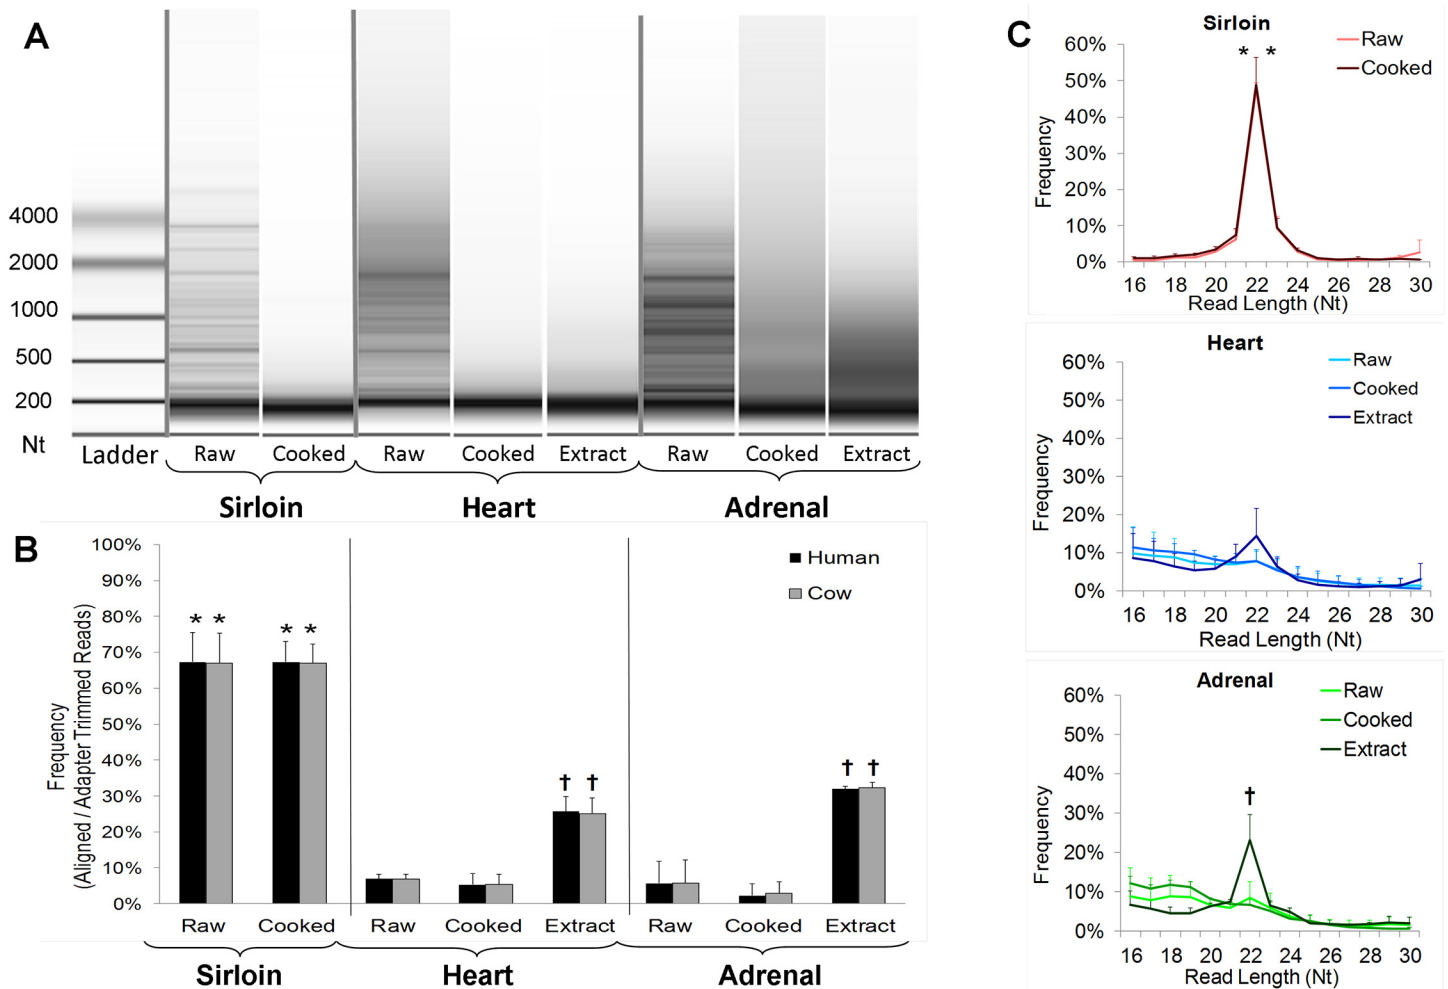 A
4000
2000
1000
500
200
Nt
Ladder Raw Cooked Raw Cooked Extract Raw Cooked Extract
Sirloin Heart Adrenal
B
100%
90%
80%
70%
60%
50%
40%
30%
20%
10%
0%
Frequency
(Aligned / Adapter Trimmed Reads)
Human
Cow
* * * *
† † † †
Raw Cooked Raw Cooked Extract Raw Cooked Extract
Sirloin Heart Adrenal
C
Sirloin
Raw
Cooked
* *
60%
50%
40%
30%
20%
10%
0%
Frequency
16 18 20 22 24 26 28 30
Read Length (Nt)
Heart
Raw
Cooked
Extract
60%
50%
40%
30%
20%
10%
0%
Frequency
16 18 20 22 24 26 28 30
Read Length (Nt)
Adrenal
Raw
Cooked
Extract
†
60%
50%
40%
30%
20%
10%
0%
Frequency
16 18 20 22 24 26 28 30
Read Length (Nt)